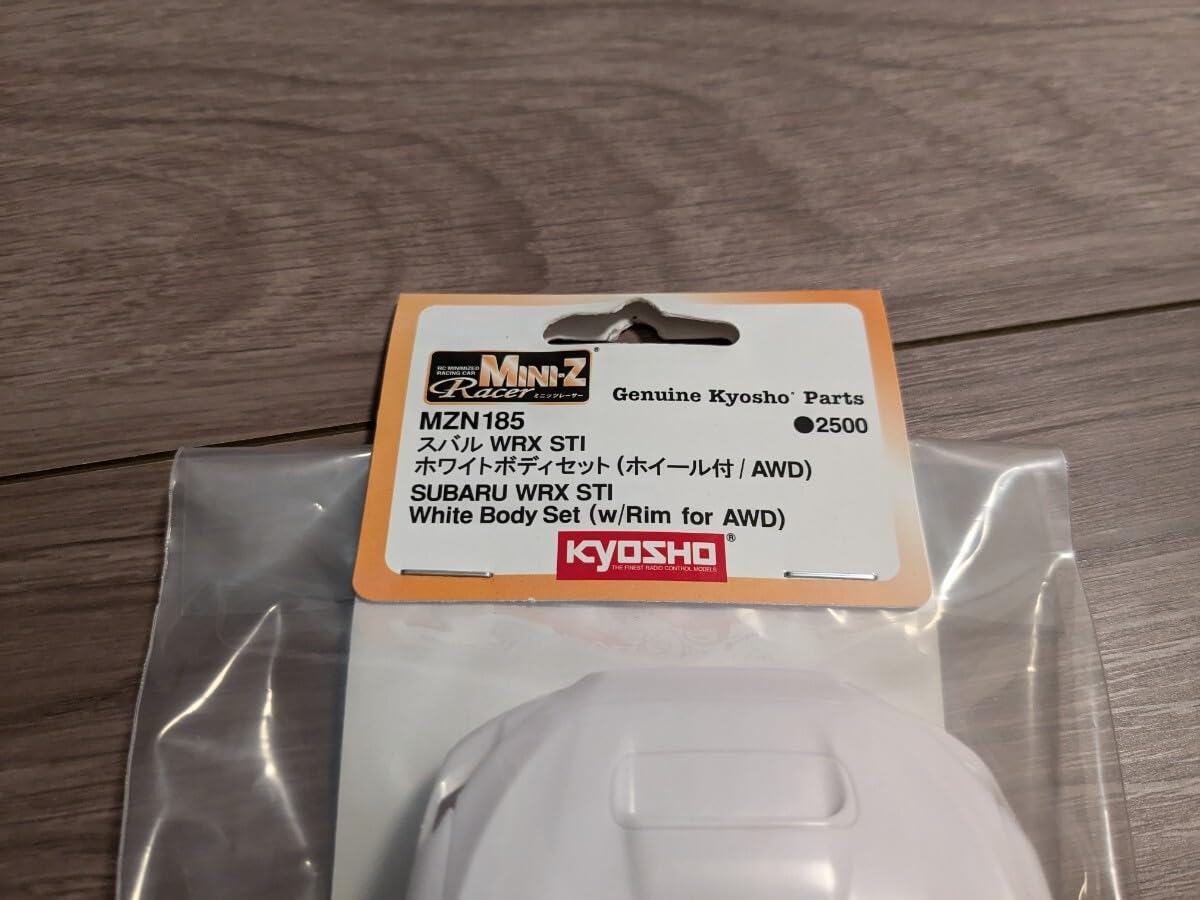 RC MINIATURIZED
RACING CAR
MINI-Z®
Racer ミニッツレーサー
Genuine Kyosho® Parts
MZN185
●2500
スバル WRX STI
ホワイトボディセット (ホイール付 / AWD)
SUBARU WRX STI
White Body Set (w/Rim for AWD)
KYOSHO®
THE FINEST RADIO CONTROL MODELS